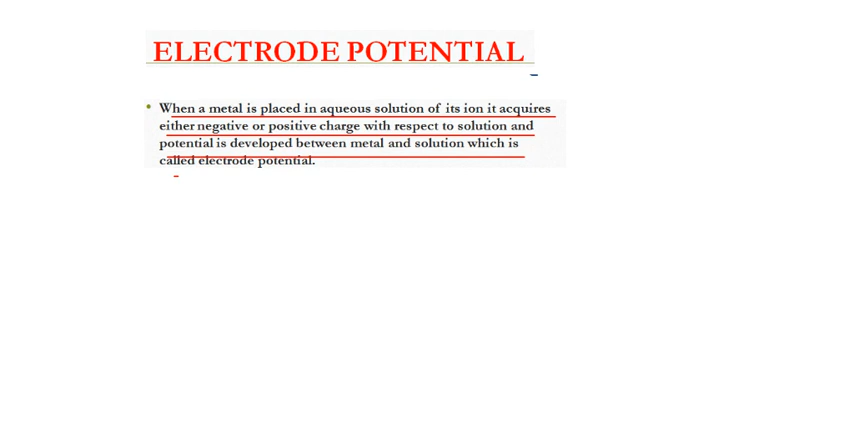 ELECTRODE POTENTIAL
• When a metal is placed in aqueous solution of its ion it acquires
either negative or positive charge with respect to solution and
potential is developed between metal and solution which is
called electrode potential.